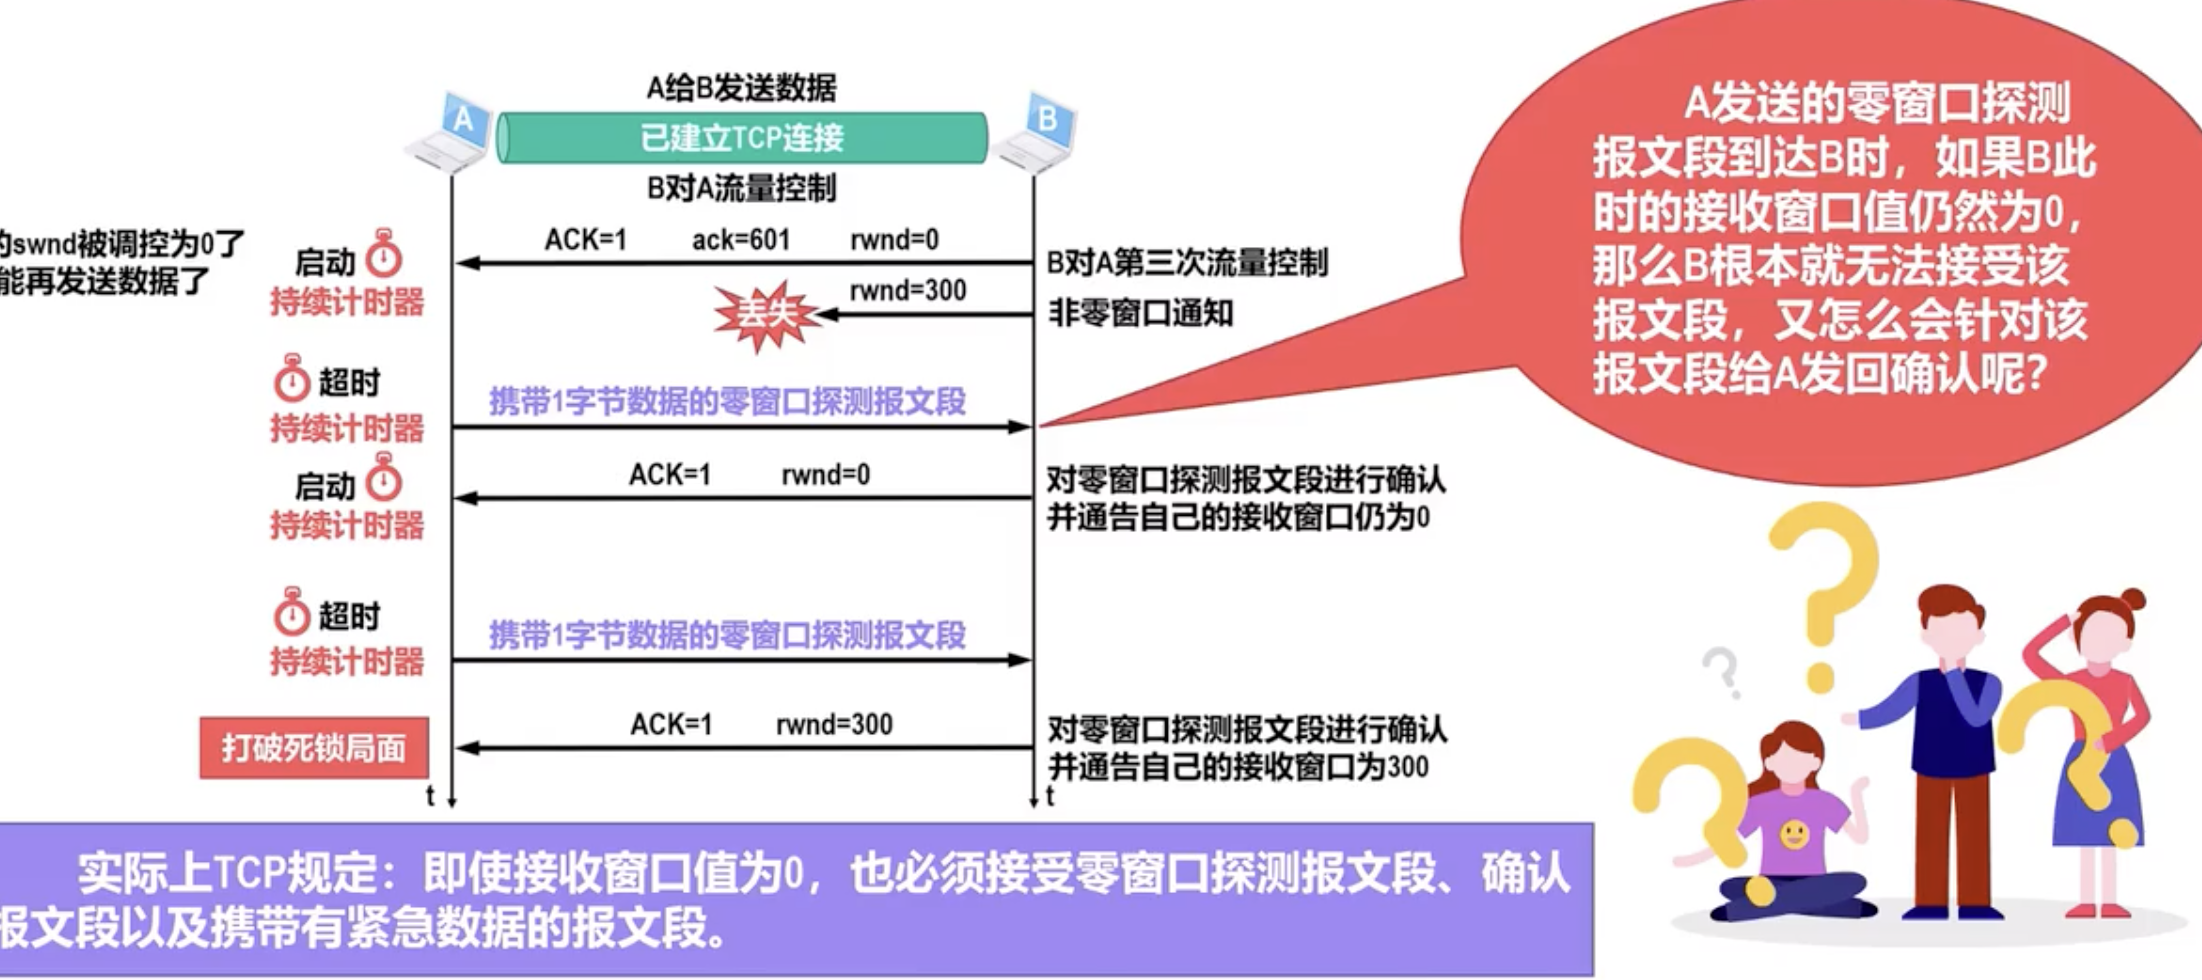 A给B发送数据
A
已建立TCP连接
B
B对A流量控制
的swnd被调控为0了
能再发送数据了
启动
持续计时器
ACK=1 ack=601 rwnd=0
B对A第三次流量控制
丢失
rwnd=300
非零窗口通知
超时
持续计时器
携带1字节数据的零窗口探测报文段
启动
持续计时器
ACK=1 rwnd=0
对零窗口探测报文段进行确认
并通告自己的接收窗口仍为0
超时
持续计时器
携带1字节数据的零窗口探测报文段
打破死锁局面
ACK=1 rwnd=300
对零窗口探测报文段进行确认
并通告自己的接收窗口为300
t
t
A发送的零窗口探测
报文段到达B时，如果B此
时的接收窗口值仍然为0，
那么B根本就无法接受该
报文段，又怎么会针对该
报文段给A发回确认呢？
?
?
?
?
实际上TCP规定：即使接收窗口值为0，也必须接受零窗口探测报文段、确认
报文段以及携带有紧急数据的报文段。